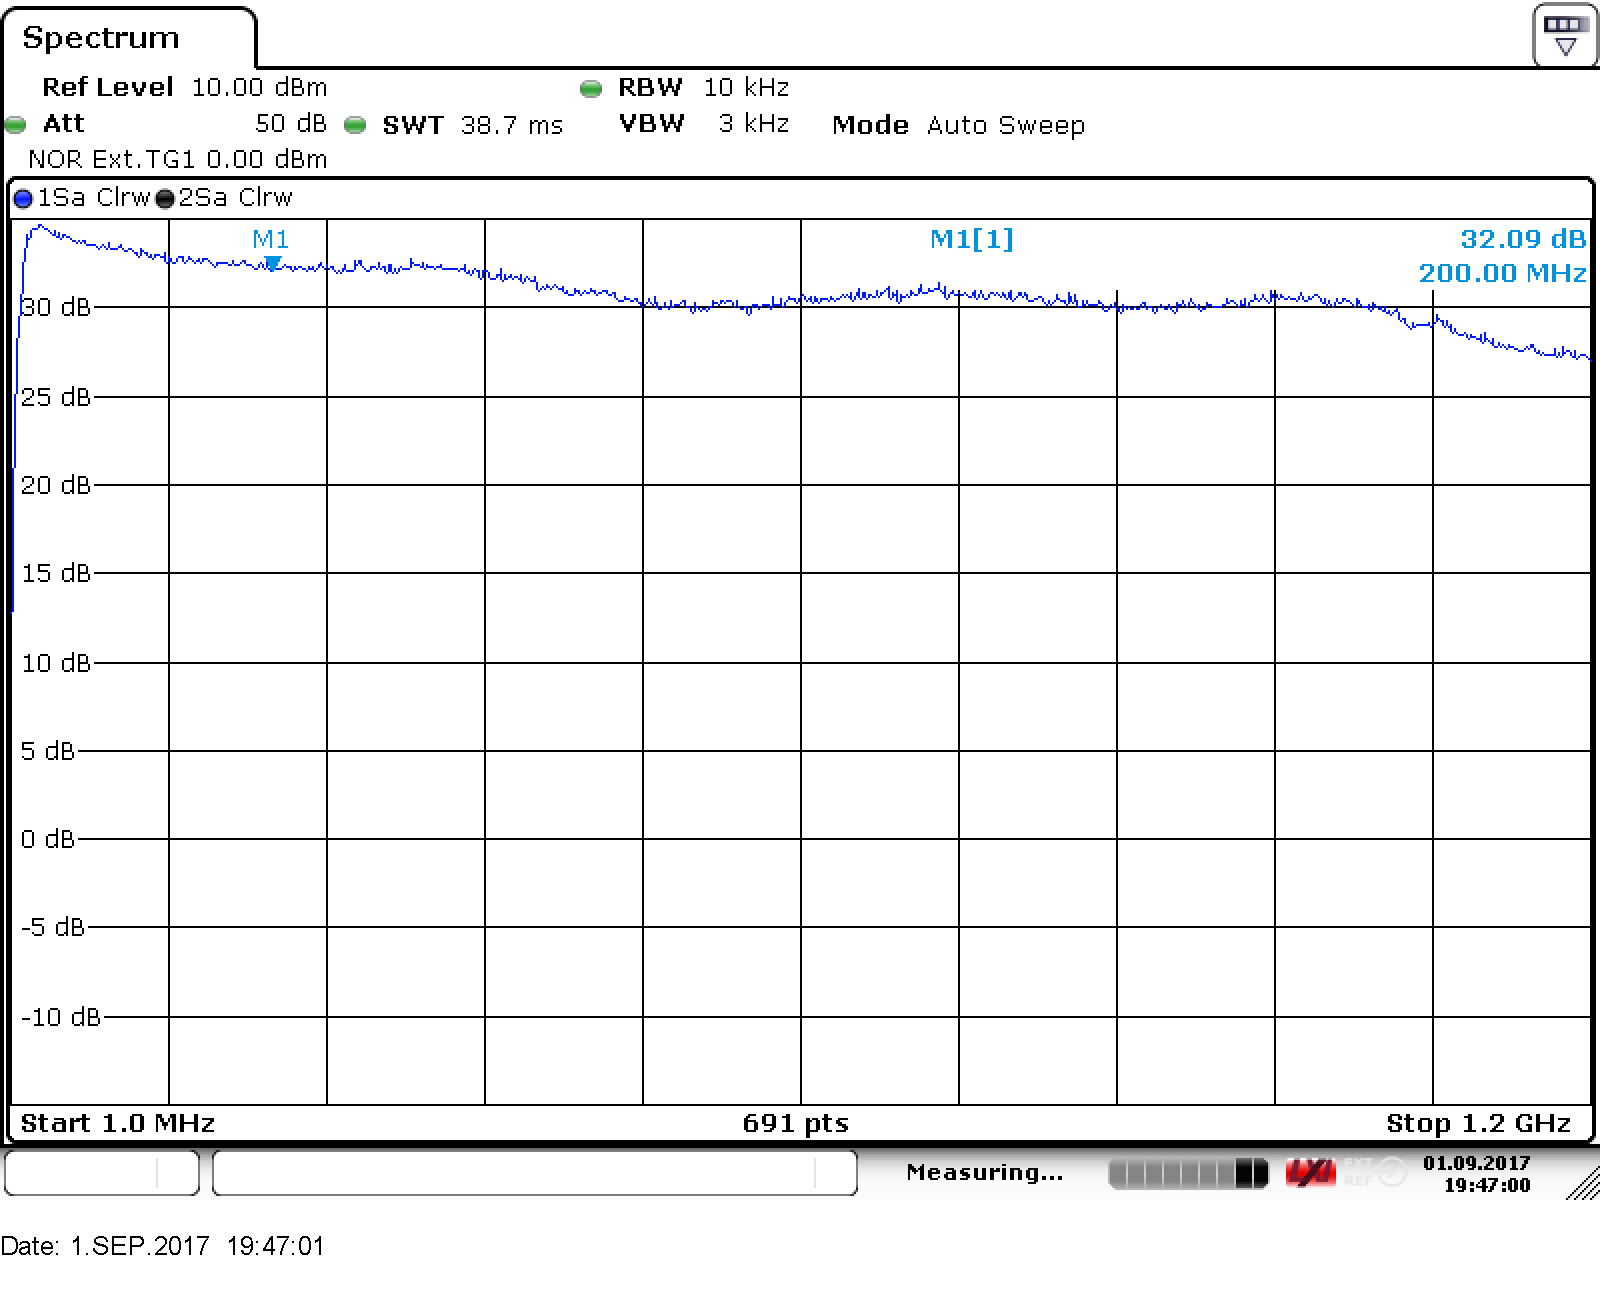 Spectrum
Ref Level 10.00 dBm RBW 10 kHz
Att 50 dB SWT 38.7 ms VBW 3 kHz Mode Auto Sweep
NOR Ext.TG1 0.00 dBm
1Sa Clrw 2Sa Clrw
M1 M1[1] 32.09 dB
200.00 MHz
30 dB
25 dB
20 dB
15 dB
10 dB
5 dB
0 dB
-5 dB
-10 dB
Start 1.0 MHz 691 pts Stop 1.2 GHz
Measuring... LXI EXT REF 01.09.2017
19:47:00
Date: 1.SEP.2017 19:47:01